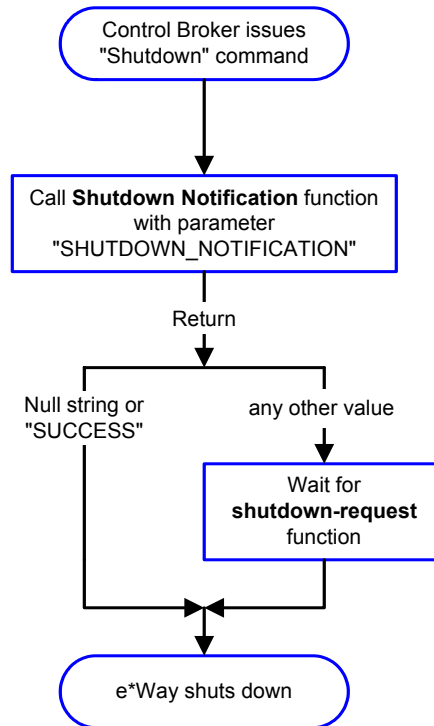 Control Broker issues
"Shutdown" command
Call Shutdown Notification function
with parameter
"SHUTDOWN_NOTIFICATION"
Return
Null string or
"SUCCESS"
any other value
Wait for
shutdown-request
function
e*Way shuts down